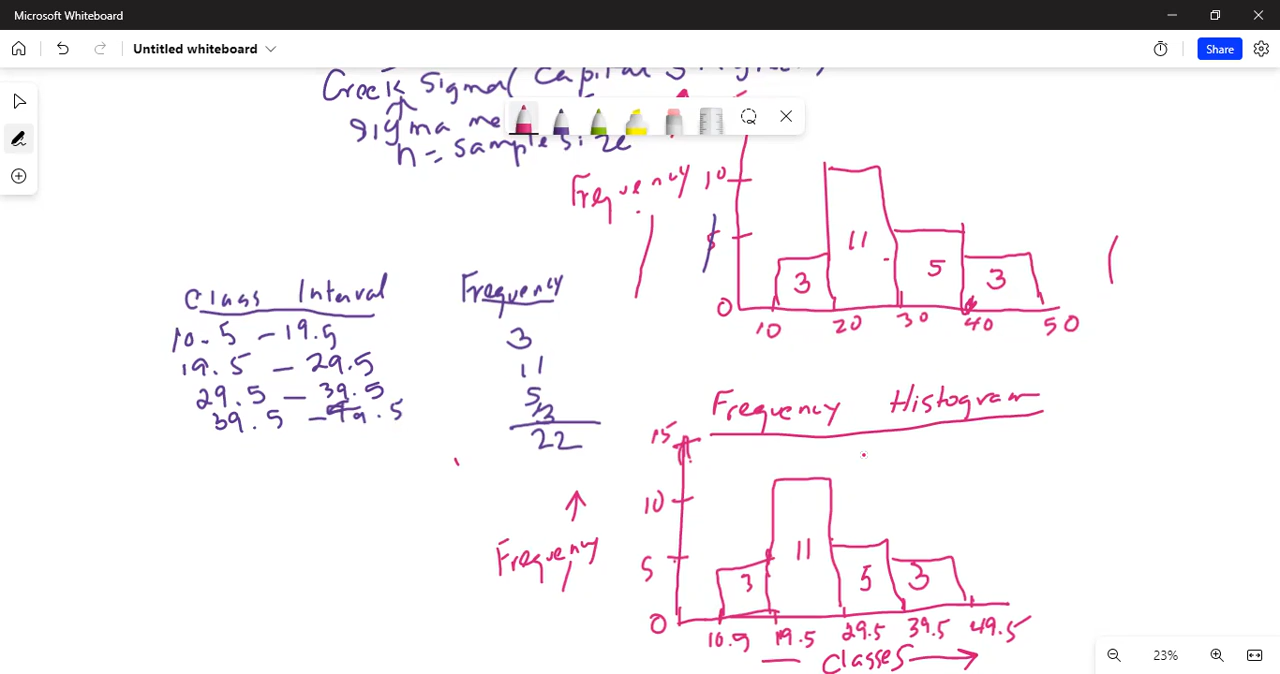 Microsoft Whiteboard
Untitled whiteboard
Share
Greek Sigma/ Capital
sigma me
n = sample size
Frequency
10
5
0
3
11
5
3
10 20 30 40 50
Class Interval Frequency
10.5 - 19.5 3
19.5 - 29.5 11
29.5 - 39.5 5
39.5 - 49.5 3
22
Frequency Histogram
15
10
5
0
Frequency
3
11
5
3
10.9 19.5 29.5 39.5 49.5
Classes
23%